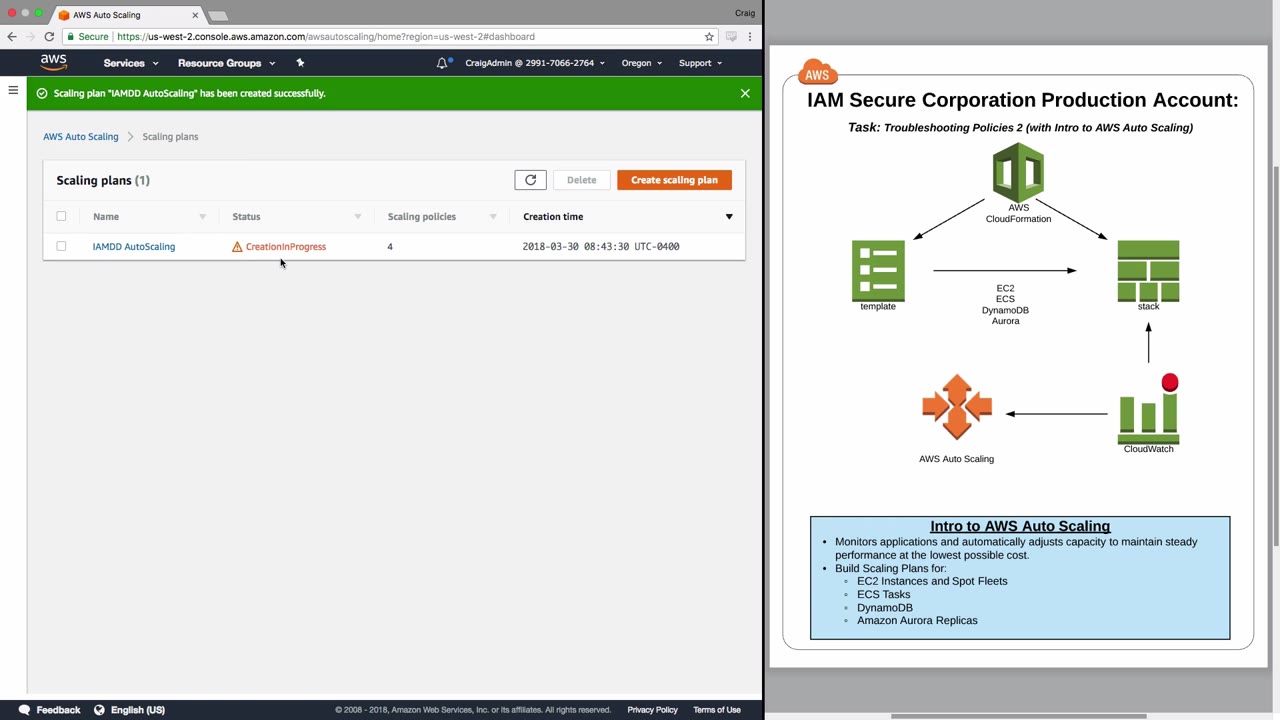 AWS Auto Scaling
Craig
Secure
https://us-west-2.console.aws.amazon.com/awsautoscaling/home?region=us-west-2#dashboard
aws
Services
Resource Groups
CraigAdmin @ 2991-7066-2764
Oregon
Support
Scaling plan "IAMDD AutoScaling" has been created successfully.
AWS Auto Scaling
Scaling plans
Scaling plans (1)
Delete
Create scaling plan
Name
Status
Scaling policies
Creation time
IAMDD AutoScaling
CreationInProgress
4
2018-03-30 08:43:30 UTC-0400
Feedback
English (US)
© 2008 - 2018, Amazon Web Services, Inc. or its affiliates. All rights reserved.
Privacy Policy
Terms of Use
AWS
IAM Secure Corporation Production Account:
Task: Troubleshooting Policies 2 (with Intro to AWS Auto Scaling)
AWS
CloudFormation
template
EC2
ECS
DynamoDB
Aurora
stack
AWS Auto Scaling
CloudWatch
Intro to AWS Auto Scaling
• Monitors applications and automatically adjusts capacity to maintain steady
performance at the lowest possible cost.
• Build Scaling Plans for:
◦ EC2 Instances and Spot Fleets
◦ ECS Tasks
◦ DynamoDB
◦ Amazon Aurora Replicas